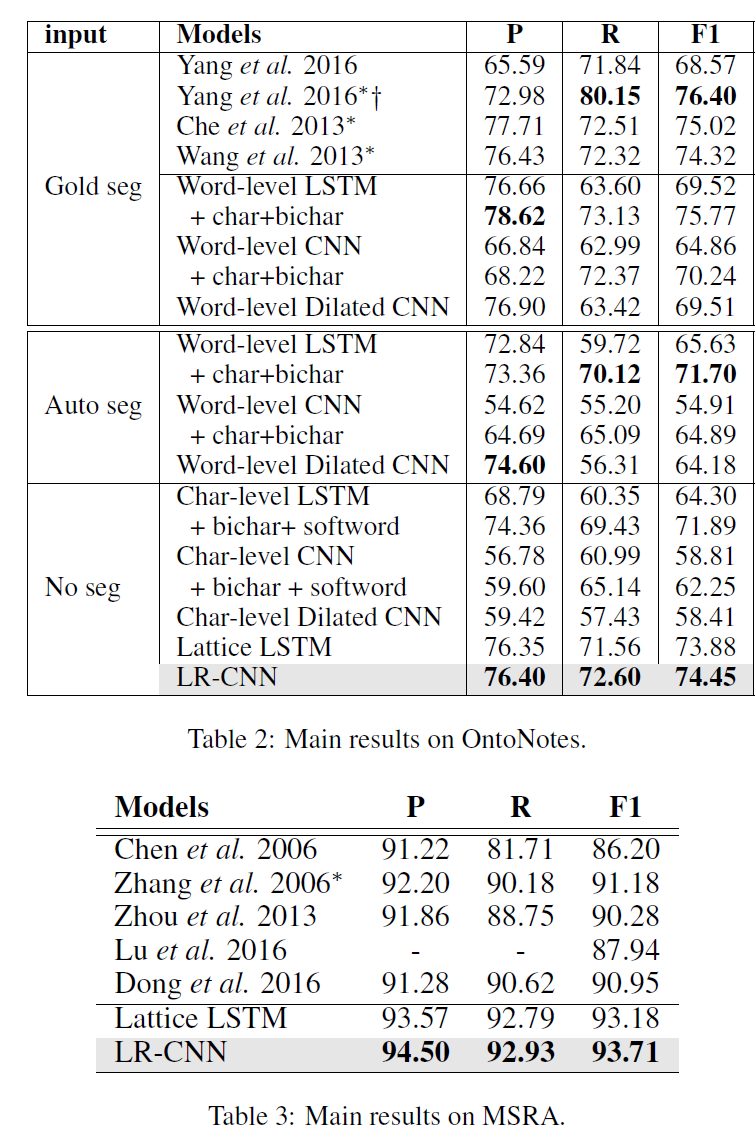 input Models P R F1
Yang et al. 2016 65.59 71.84 68.57
Yang et al. 2016*† 72.98 80.15 76.40
Che et al. 2013* 77.71 72.51 75.02
Wang et al. 2013* 76.43 72.32 74.32
Gold seg Word-level LSTM 76.66 63.60 69.52
+ char+bichar 78.62 73.13 75.77
Word-level CNN 66.84 62.99 64.86
+ char+bichar 68.22 72.37 70.24
Word-level Dilated CNN 76.90 63.42 69.51
Word-level LSTM 72.84 59.72 65.63
+ char+bichar 73.36 70.12 71.70
Auto seg Word-level CNN 54.62 55.20 54.91
+ char+bichar 64.69 65.09 64.89
Word-level Dilated CNN 74.60 56.31 64.18
Char-level LSTM 68.79 60.35 64.30
+ bichar+ softword 74.36 69.43 71.89
Char-level CNN 56.78 60.99 58.81
No seg + bichar + softword 59.60 65.14 62.25
Char-level Dilated CNN 59.42 57.43 58.41
Lattice LSTM 76.35 71.56 73.88
LR-CNN 76.40 72.60 74.45
Table 2: Main results on OntoNotes.
Models P R F1
Chen et al. 2006 91.22 81.71 86.20
Zhang et al. 2006* 92.20 90.18 91.18
Zhou et al. 2013 91.86 88.75 90.28
Lu et al. 2016 - - 87.94
Dong et al. 2016 91.28 90.62 90.95
Lattice LSTM 93.57 92.79 93.18
LR-CNN 94.50 92.93 93.71
Table 3: Main results on MSRA.